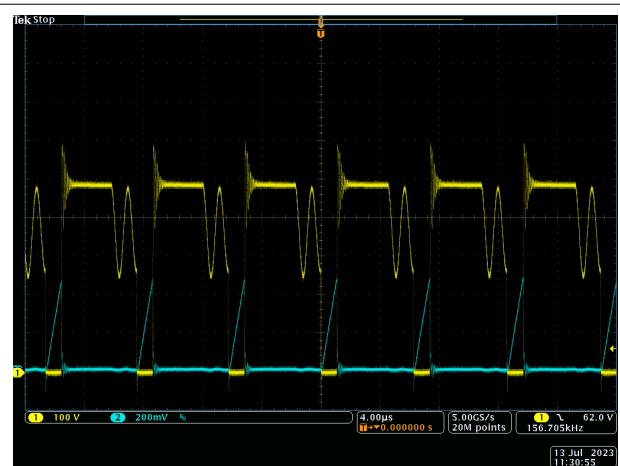 Tek Stop
T
1
1 100 V 2 200mV
4.00µs
T→▼0.000000 s
5.00GS/s
20M points
1 62.0 V
156.705kHz
13 Jul 2023
11:30:55